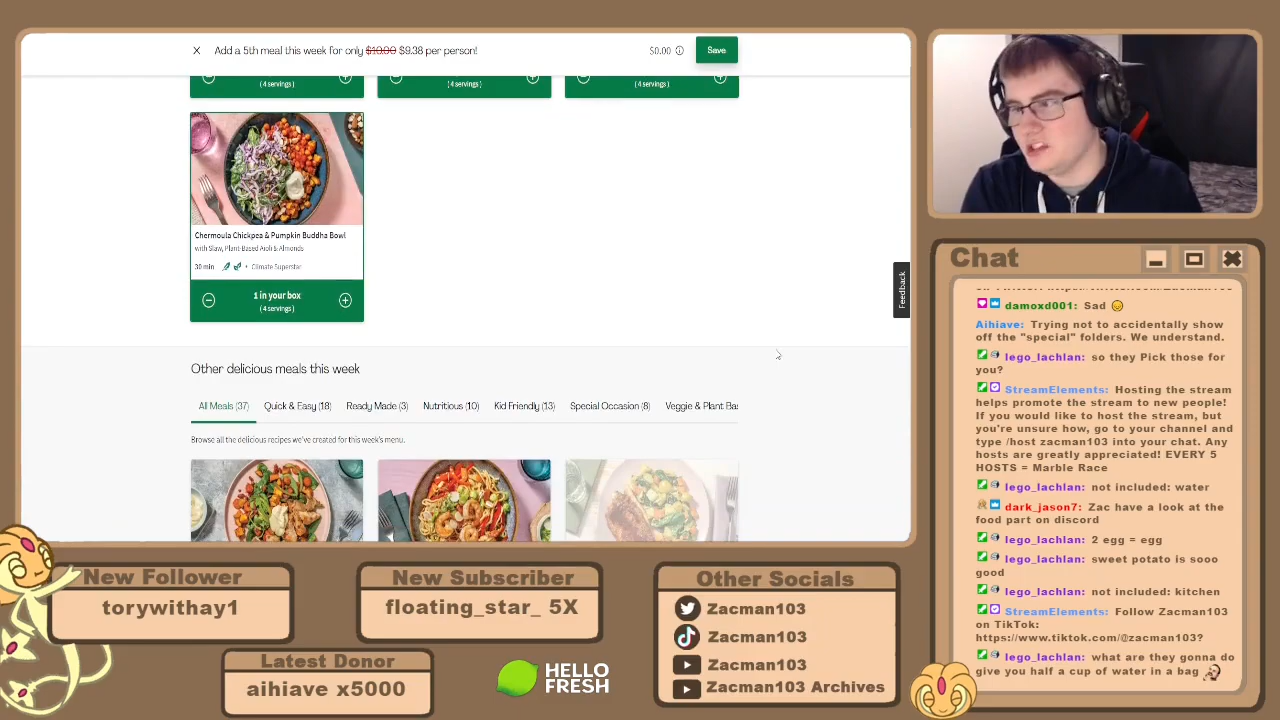 X Add a 5th meal this week for only $10.00 $9.38 per person! $0.00 Save
( 4 servings ) ( 4 servings ) ( 4 servings )
Chermoula Chickpea & Pumpkin Buddha Bowl
with Slaw, Plant-Based Aioli & Almonds
30 min • Climate Superstar
1 in your box
( 4 servings )
Feedback
Other delicious meals this week
All Meals (37) Quick & Easy (18) Ready Made (3) Nutritious (10) Kid Friendly (13) Special Occasion (8) Veggie & Plant Bas
Browse all the delicious recipes we've created for this week's menu.
Chat
damoxd001: Sad
Aihiave: Trying not to accidentally show
off the "special" folders. We understand.
lego_lachlan: so they Pick those for
you?
StreamElements: Hosting the stream
helps promote the stream to new people!
If you would like to host the stream, but
you're unsure how, go to your channel and
type /host zacman103 into your chat. Any
hosts are greatly appreciated! EVERY 5
HOSTS = Marble Race
lego_lachlan: not included: water
dark_jason7: Zac have a look at the
food part on discord
lego_lachlan: 2 egg = egg
lego_lachlan: sweet potato is sooo
good
lego_lachlan: not included: kitchen
StreamElements: Follow Zacman103
on TikTok:
https://www.tiktok.com/@zacman103?
lego_lachlan: what are they gonna do
give you half a cup of water in a bag
New Follower
torywithay1
New Subscriber
floating_star_ 5X
Latest Donor
aihiave x5000
HELLO
FRESH
Other Socials
Zacman103
Zacman103
Zacman103
Zacman103 Archives